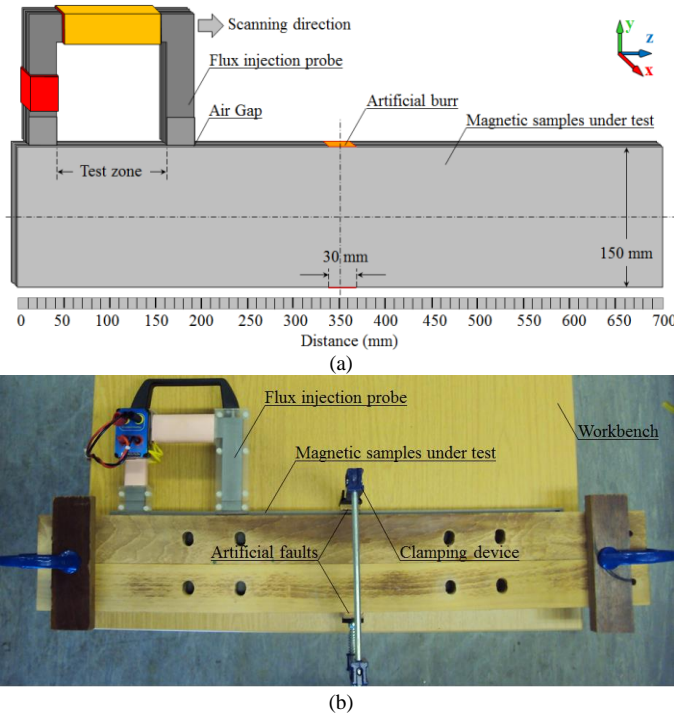 Scanning direction
y
z
x
Flux injection probe
Artificial burr
Air Gap
Magnetic samples under test
Test zone
30 mm
150 mm
0 50 100 150 200 250 300 350 400 450 500 550 600 650 700
Distance (mm)
(a)
Flux injection probe
Workbench
Magnetic samples under test
Artificial faults
Clamping device
(b)